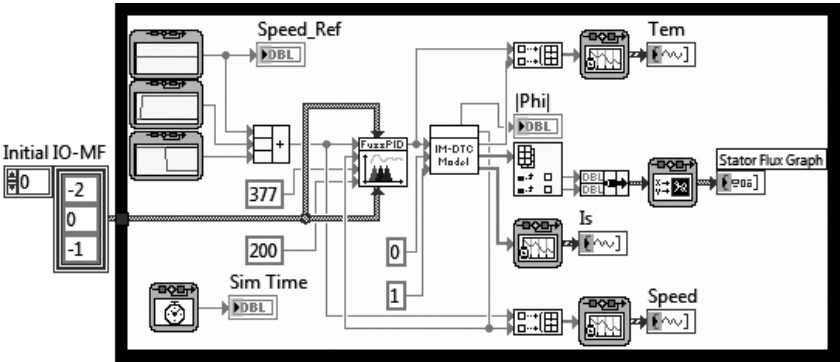 Speed_Ref
DBL
Tem
|Phi|
DBL
FuzzPID
IM-DTC
Model
Initial IO-MF
0
-2
0
-1
377
200
0
1
DBL
DBL
Stator Flux Graph
Is
Sim Time
DBL
Speed